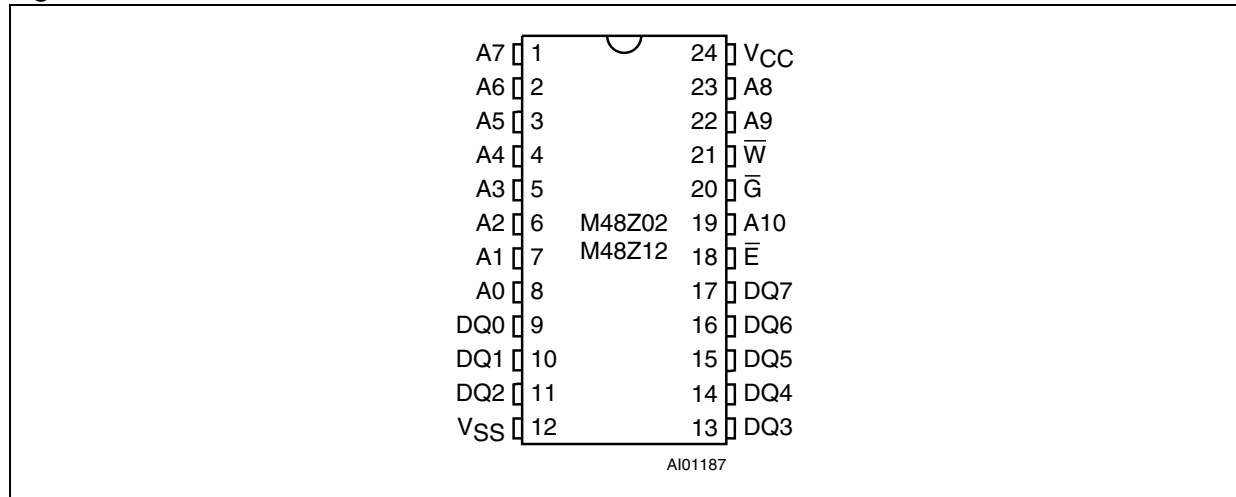 A7 1 24 VCC
A6 2 23 A8
A5 3 22 A9
A4 4 21 W̅
A3 5 20 G̅
A2 6 M48Z02 19 A10
A1 7 M48Z12 18 E̅
A0 8 17 DQ7
DQ0 9 16 DQ6
DQ1 10 15 DQ5
DQ2 11 14 DQ4
VSS 12 13 DQ3
AI01187